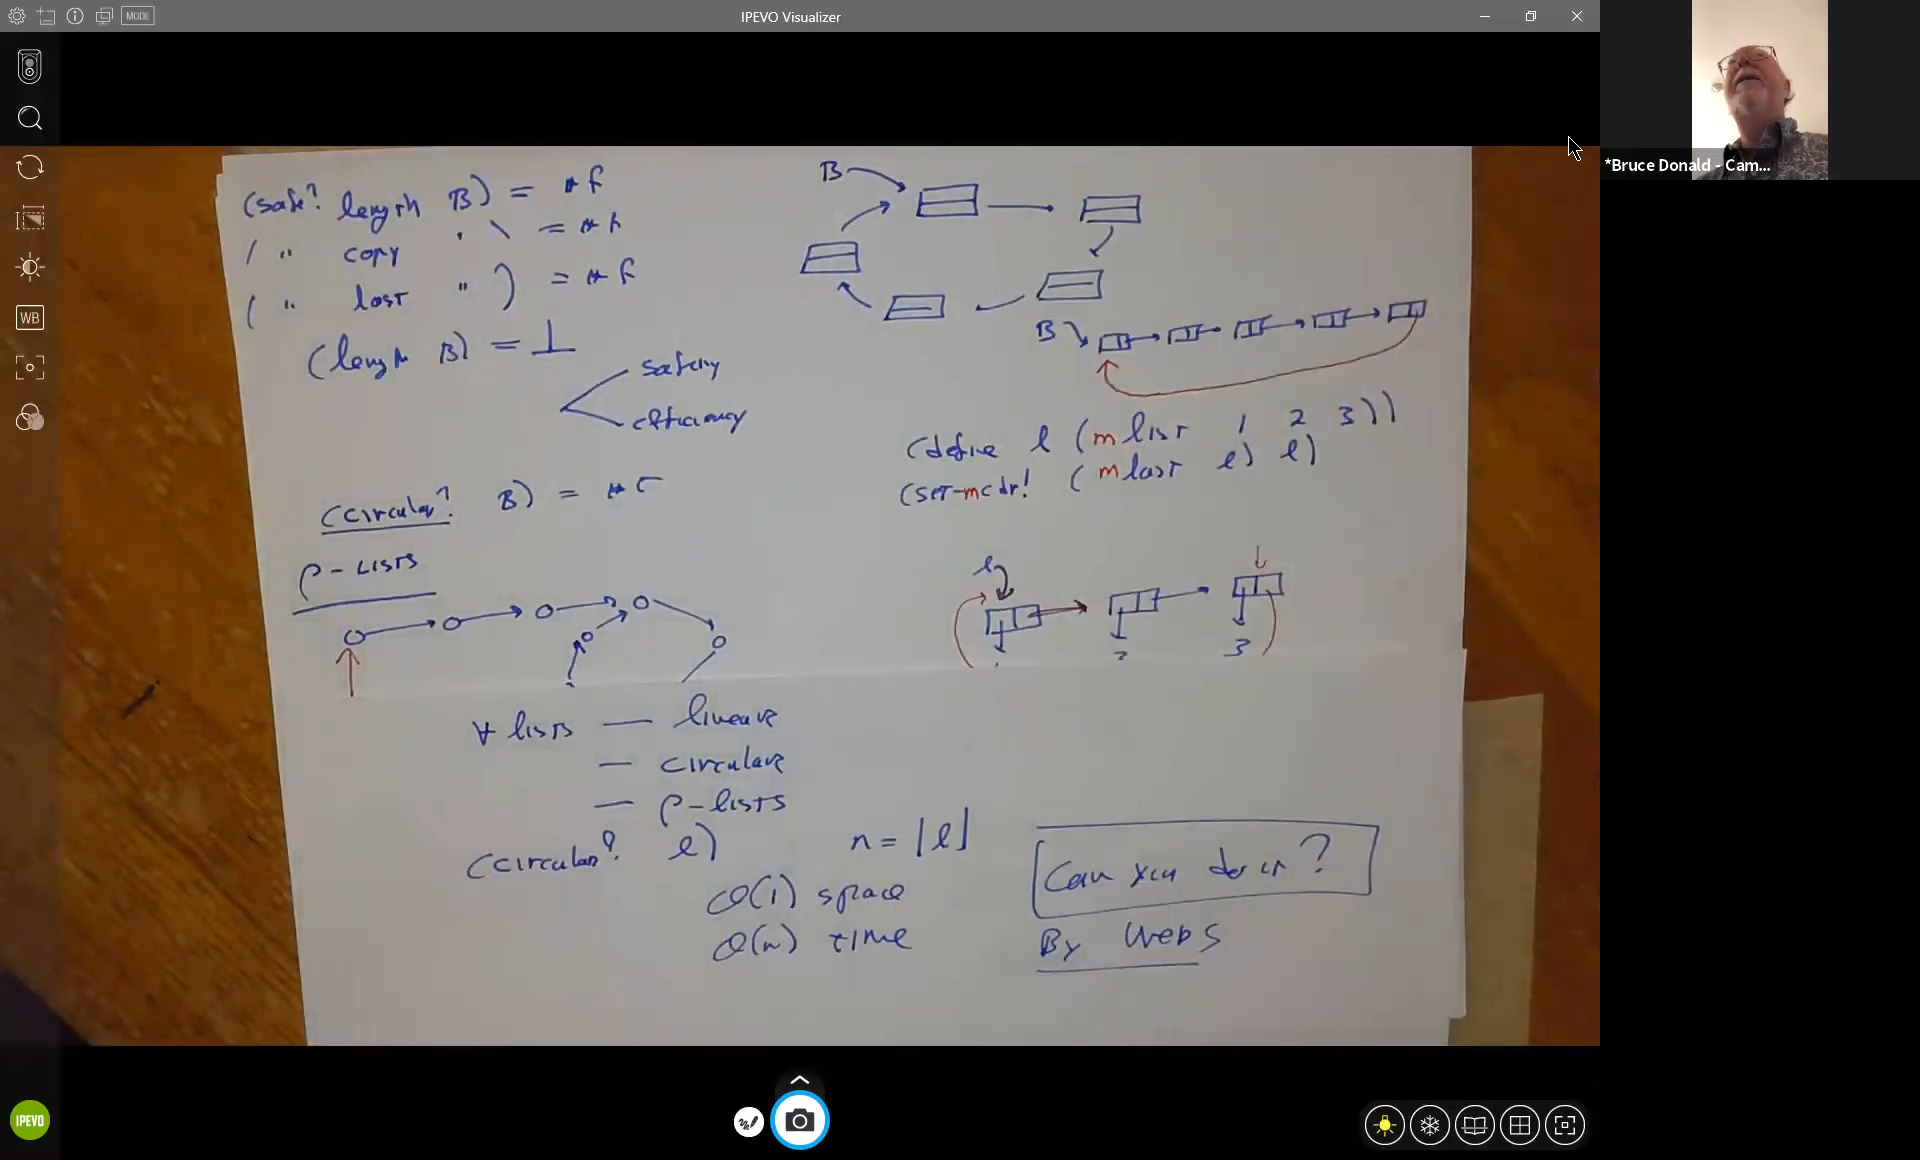 MODE
IPEVO Visualizer
*Bruce Donald - Cam...
WB
(safe? length B) = #f
( " copy " ) = #f
( " last " ) = #f
(length B) = ⊥
safety
efficiency
B
B
(define l (mlist 1 2 3))
(set-mcdr! (mlast l) l)
(circular? B) = #t
ρ-LISTS
l
2
3
∀ lists — linear
— circular
— ρ-lists
(circular? l) n = |l|
O(1) space
O(n) time
Can you do it?
By Weds
IPEVO